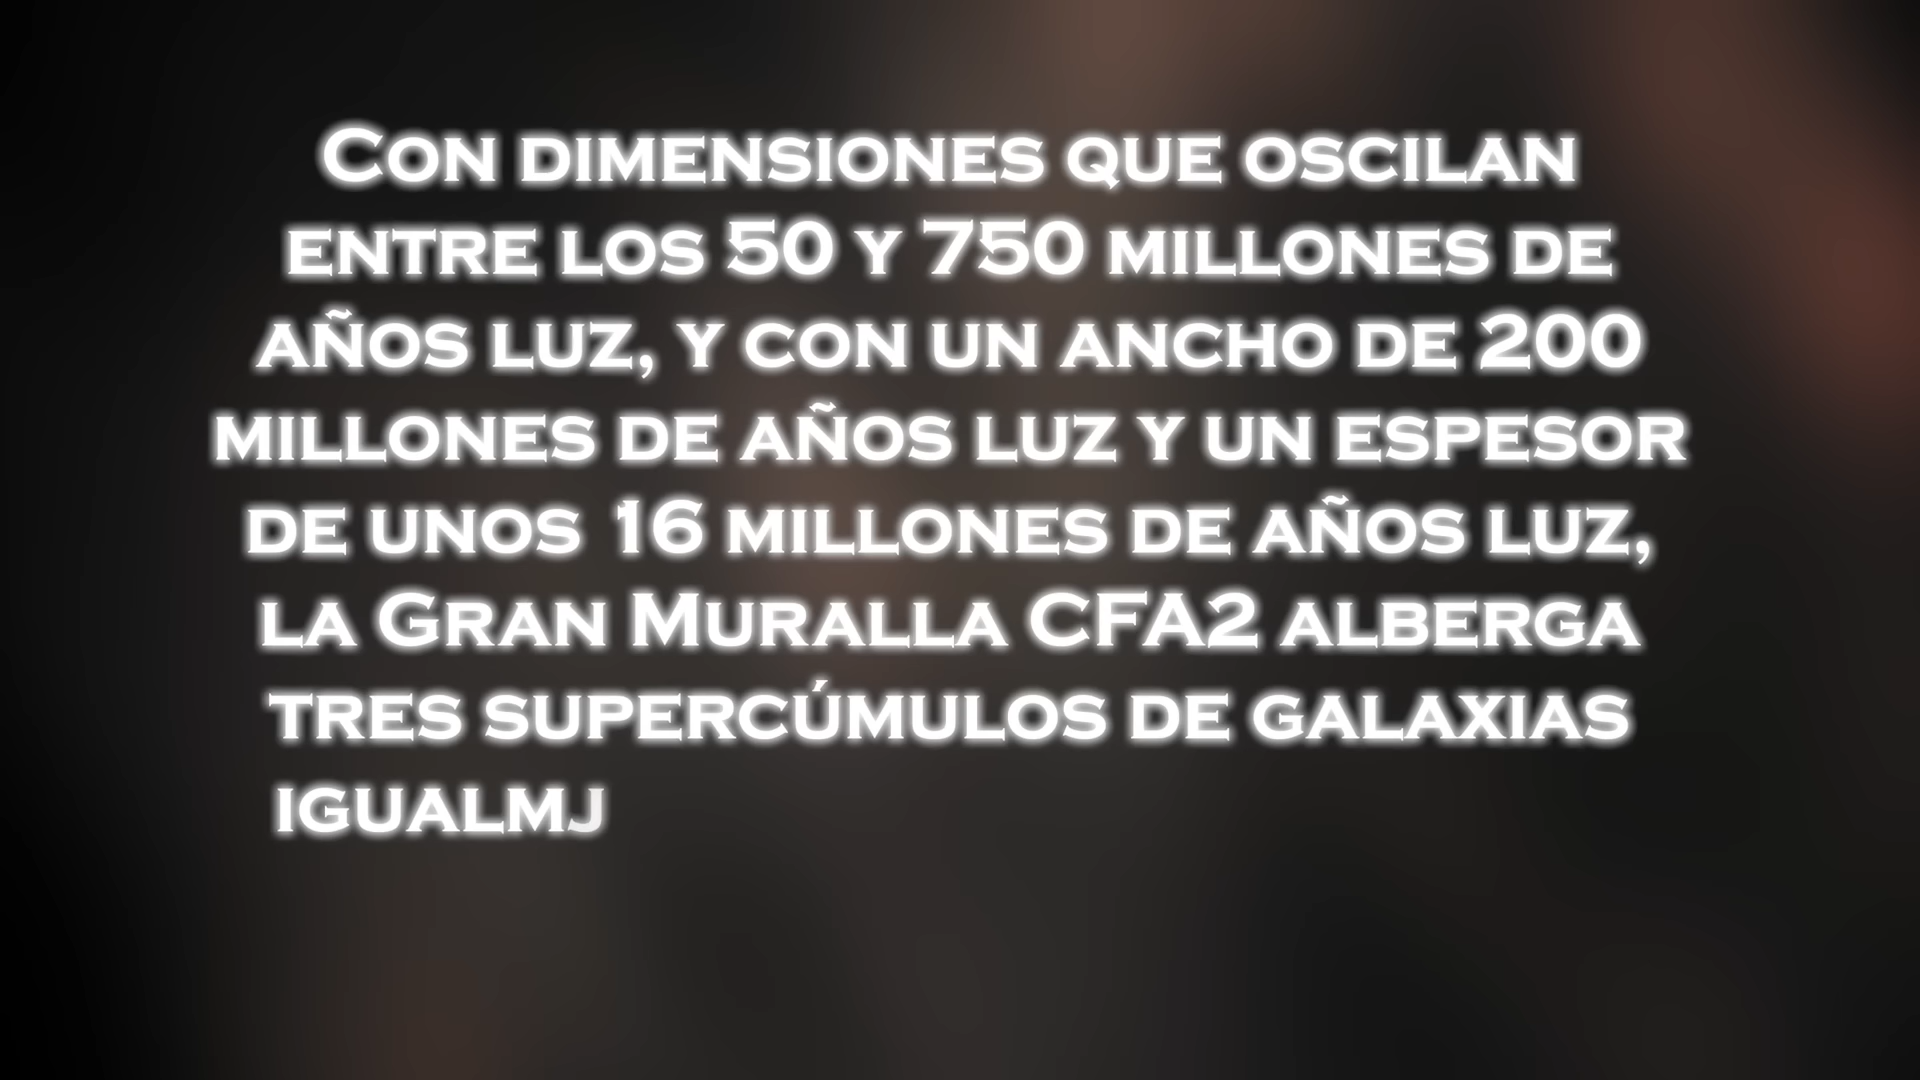 Con dimensiones que oscilan
entre los 50 y 750 millones de
años luz, y con un ancho de 200
millones de años luz y un espesor
de unos 16 millones de años luz,
la Gran Muralla CFA2 alberga
tres supercúmulos de galaxias
igualmj